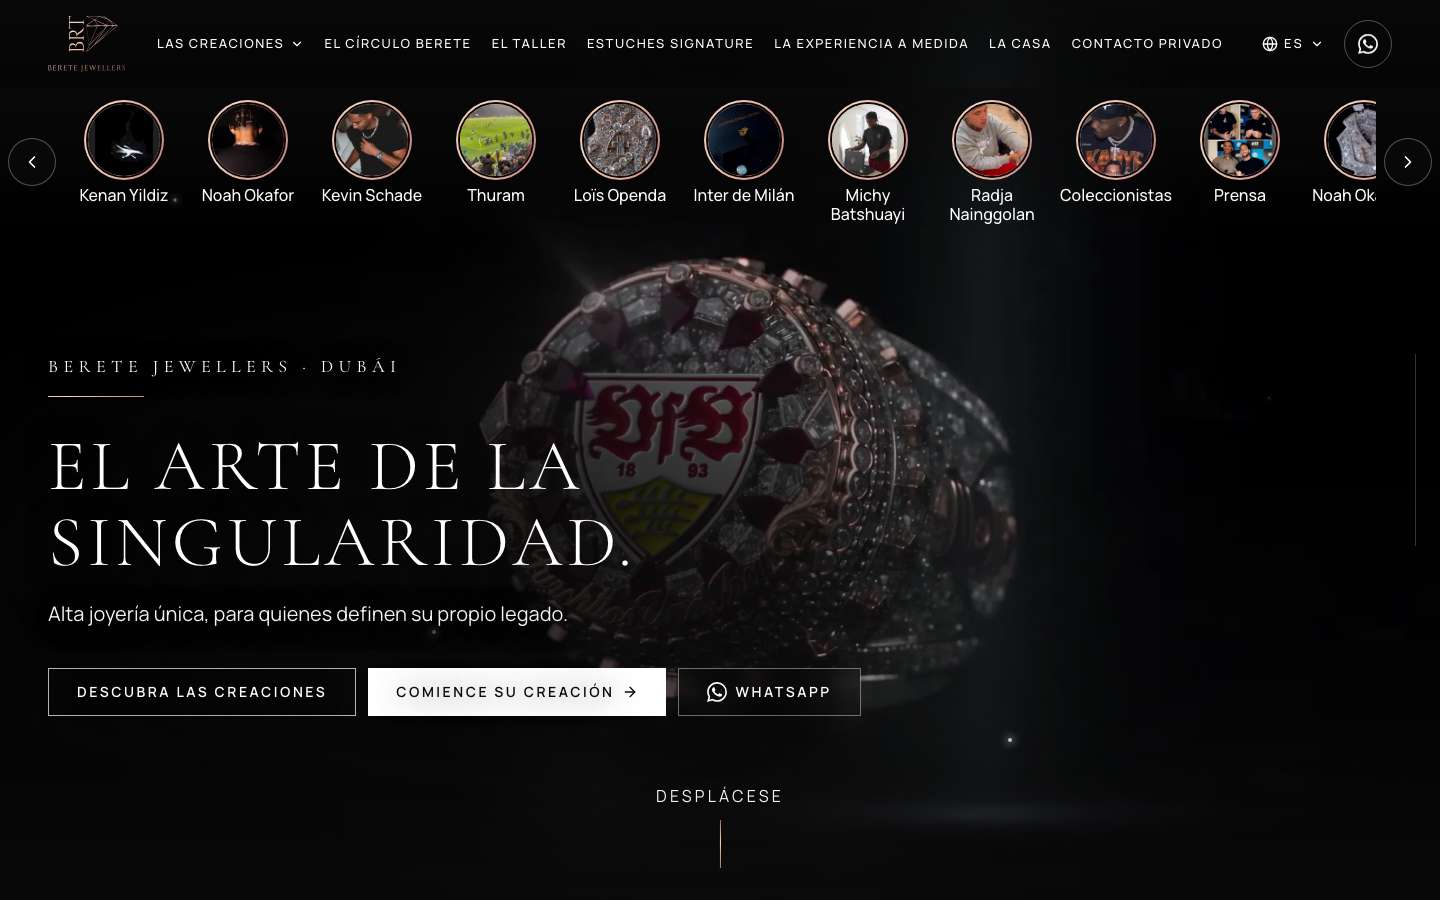 BRT
BERETE JEWELLERS
LAS CREACIONES
EL CÍRCULO BERETE
EL TALLER
ESTUCHES SIGNATURE
LA EXPERIENCIA A MEDIDA
LA CASA
CONTACTO PRIVADO
ES
Kenan Yildiz
Noah Okafor
Kevin Schade
Thuram
Loïs Openda
Inter de Milán
Michy
Batshuayi
Radja
Nainggolan
Coleccionistas
Prensa
Noah
BERETE JEWELLERS · DUBÁI
EL ARTE DE LA
SINGULARIDAD.
Alta joyería única, para quienes definen su propio legado.
VfB
18 93
DESCUBRA LAS CREACIONES
COMIENCE SU CREACIÓN
WHATSAPP
DESPLÁCESE